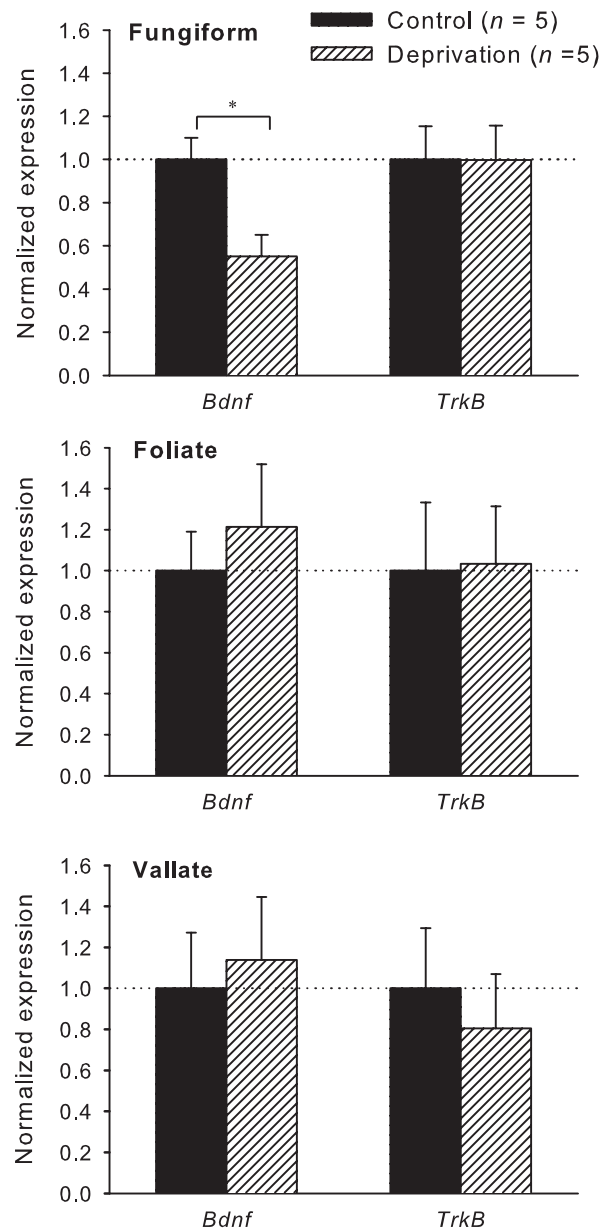 Fungiform
Control (n = 5)
Deprivation (n =5)
Normalized expression
1.6
1.4
1.2
1.0
0.8
0.6
0.4
0.2
0.0
*
Bdnf TrkB
Foliate
Normalized expression
1.6
1.4
1.2
1.0
0.8
0.6
0.4
0.2
0.0
Bdnf TrkB
Vallate
Normalized expression
1.6
1.4
1.2
1.0
0.8
0.6
0.4
0.2
0.0
Bdnf TrkB